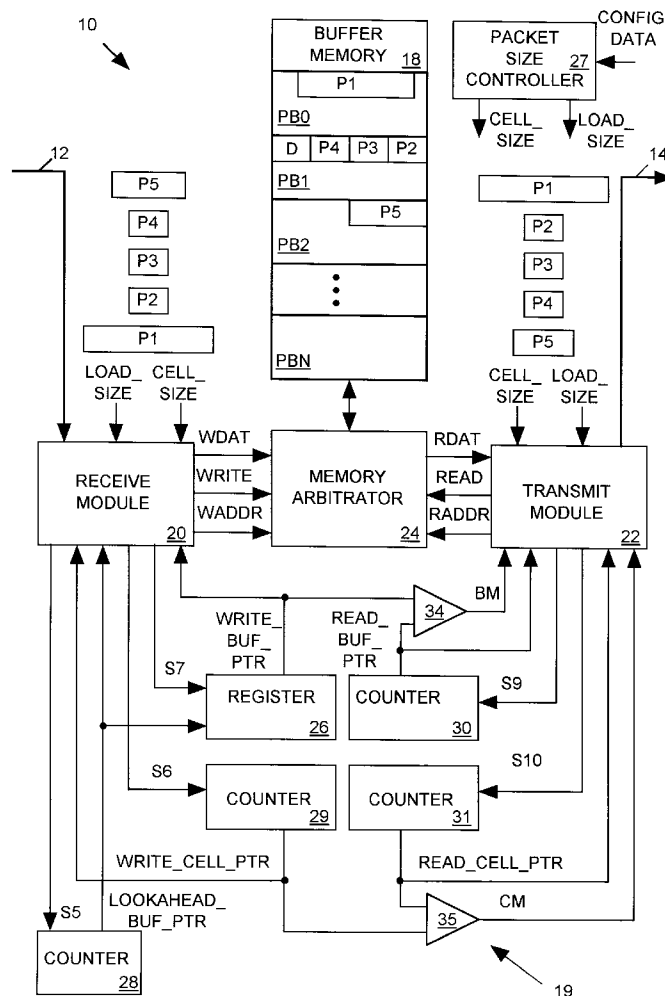 10
BUFFER
MEMORY
18
PACKET
SIZE
CONTROLLER
27
CONFIG
DATA
P1
PB0
CELL_
SIZE
LOAD_
SIZE
12
14
D P4 P3 P2
PB1
P5
PB2
PBN
P5
P4
P3
P2
P1
P1
P2
P3
P4
P5
LOAD_
SIZE
CELL_
SIZE
CELL_
SIZE
LOAD_
SIZE
RECEIVE
MODULE
20
WDAT
WRITE
WADDR
MEMORY
ARBITRATOR
24
RDAT
READ
RADDR
TRANSMIT
MODULE
22
WRITE_
BUF_
PTR
READ_
BUF_
PTR
34
BM
S7
REGISTER
26
COUNTER
30
S9
S6
COUNTER
29
COUNTER
31
S10
WRITE_CELL_PTR
READ_CELL_PTR
S5
LOOKAHEAD_
BUF_PTR
35
CM
COUNTER
28
19